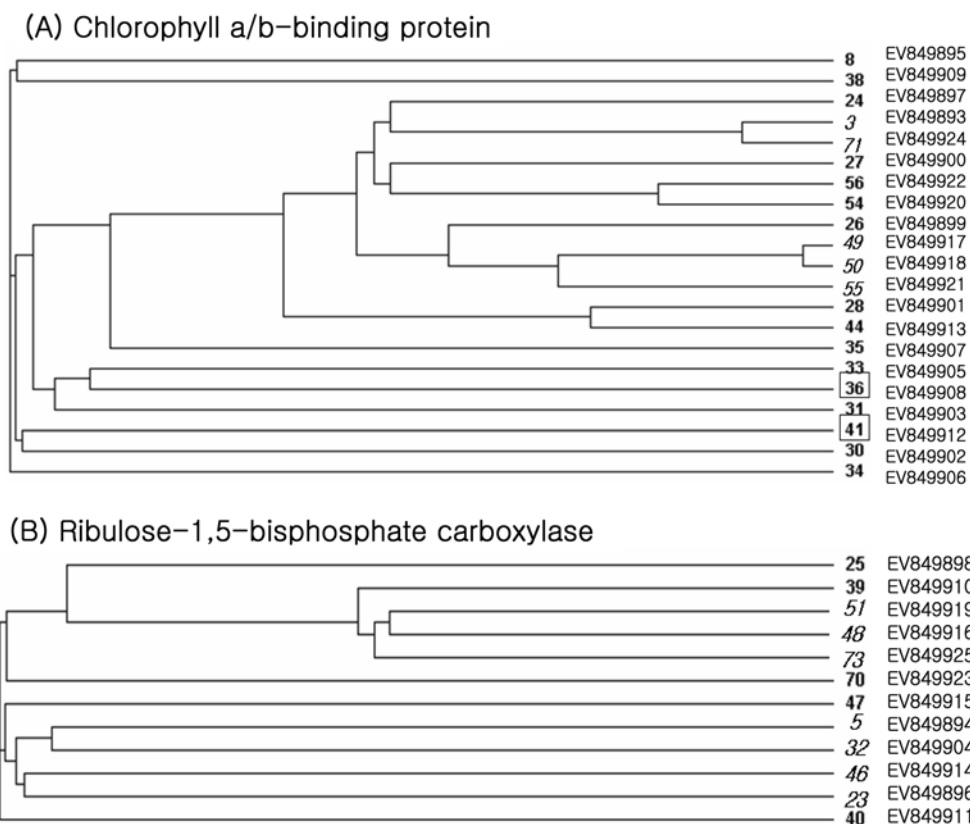 (A) Chlorophyll a/b-binding protein
8 EV849895
38 EV849909
24 EV849897
3 EV849893
71 EV849924
27 EV849900
56 EV849922
54 EV849920
26 EV849899
49 EV849917
50 EV849918
55 EV849921
28 EV849901
44 EV849913
35 EV849907
33 EV849905
36 EV849908
31 EV849903
41 EV849912
30 EV849902
34 EV849906
(B) Ribulose-1,5-bisphosphate carboxylase
25 EV849898
39 EV849910
51 EV849919
48 EV849916
73 EV849925
70 EV849923
47 EV849915
5 EV849894
32 EV849904
46 EV849914
23 EV849896
40 EV849911